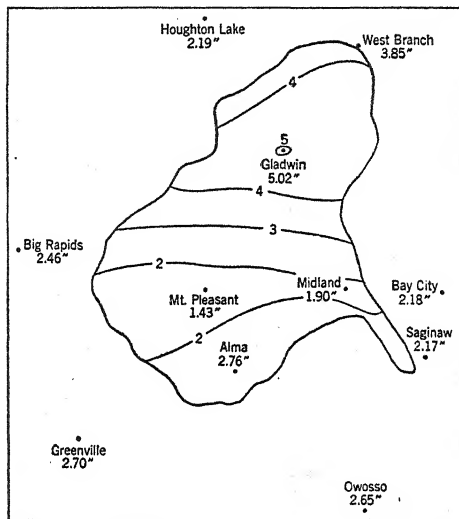 Houghton Lake
2.19"
West Branch
3.85"
4
5
Gladwin
5.02"
4
3
Big Rapids
2.46"
2
Midland
1.90"
Bay City
2.18"
Mt. Pleasant
1.43"
2
Saginaw
2.17"
Alma
2.76"
Greenville
2.70"
Owosso
2.65"